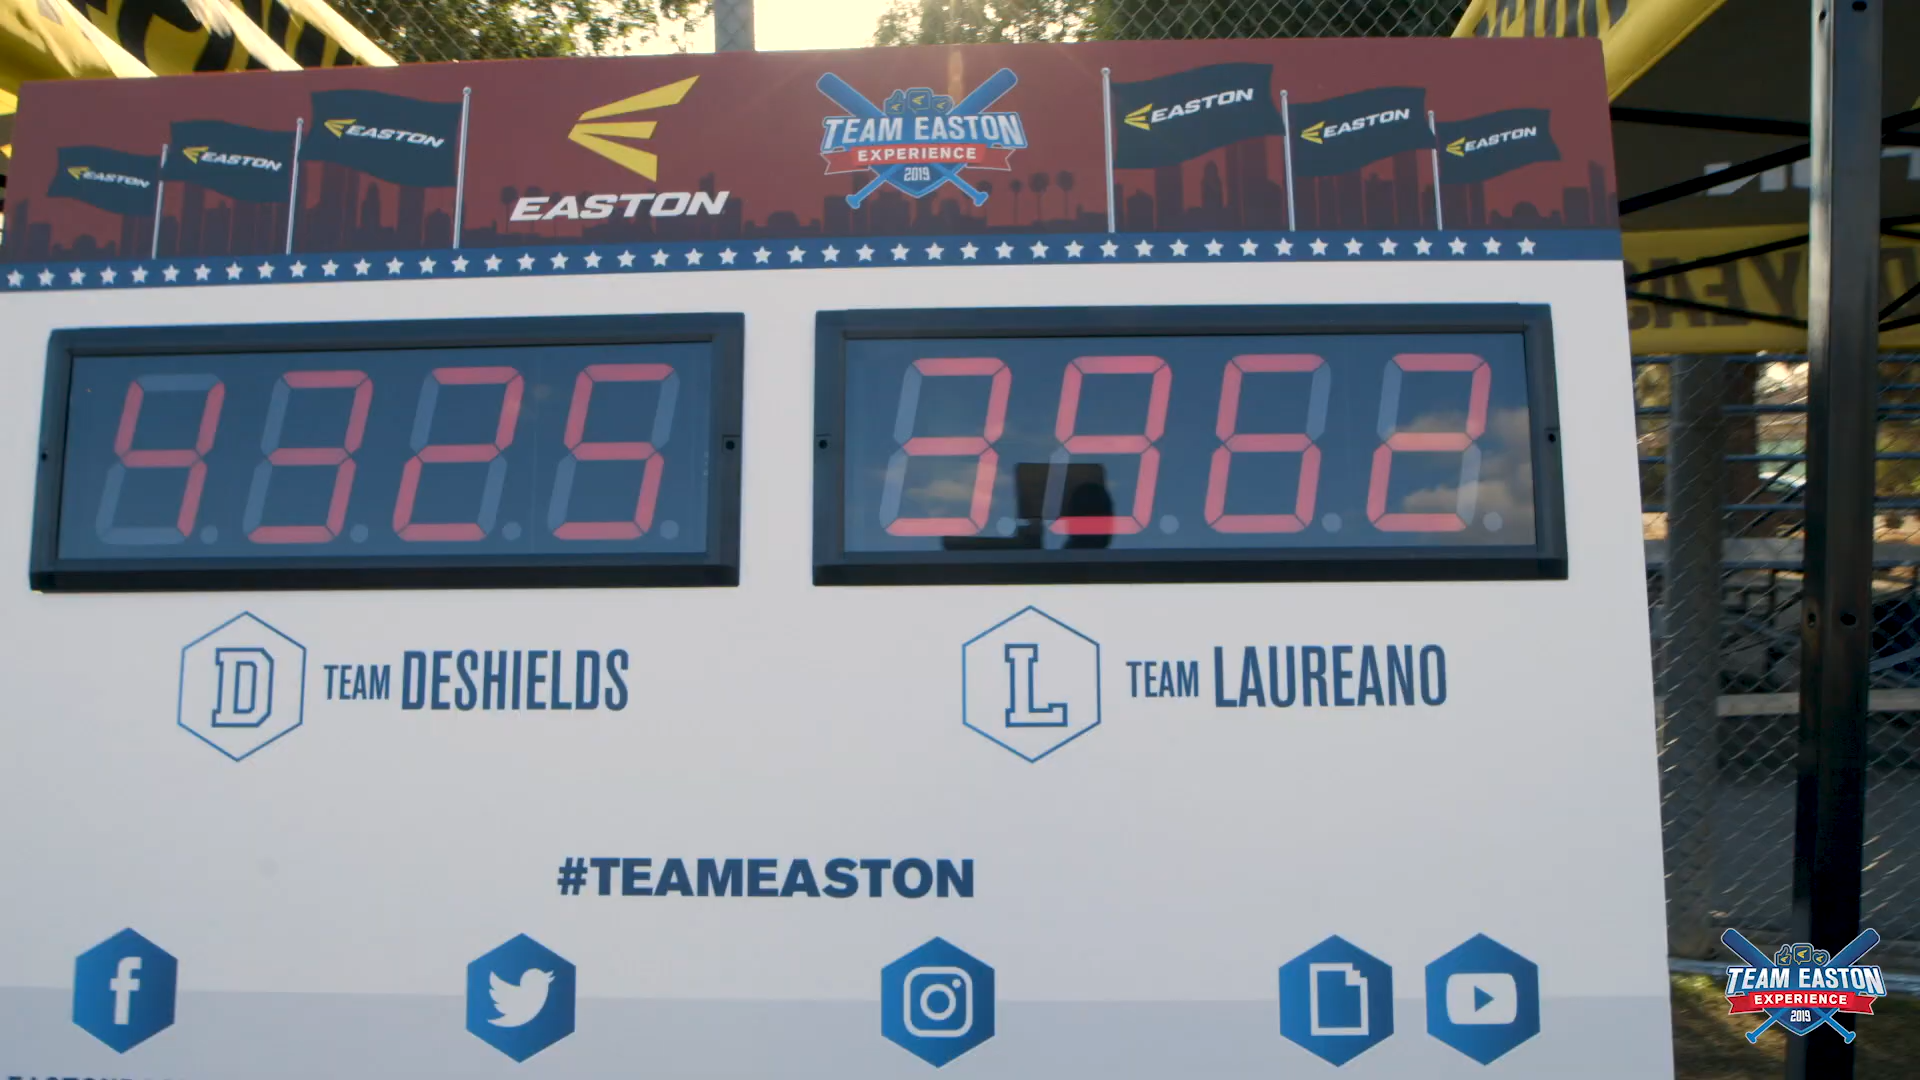 EASTON
EASTON
EASTON
EASTON
TEAM EASTON
EXPERIENCE
2019
EASTON
EASTON
EASTON
4325
3962
D TEAM DESHIELDS
L TEAM LAUREANO
#TEAMEASTON
TEAM EASTON
EXPERIENCE
2019